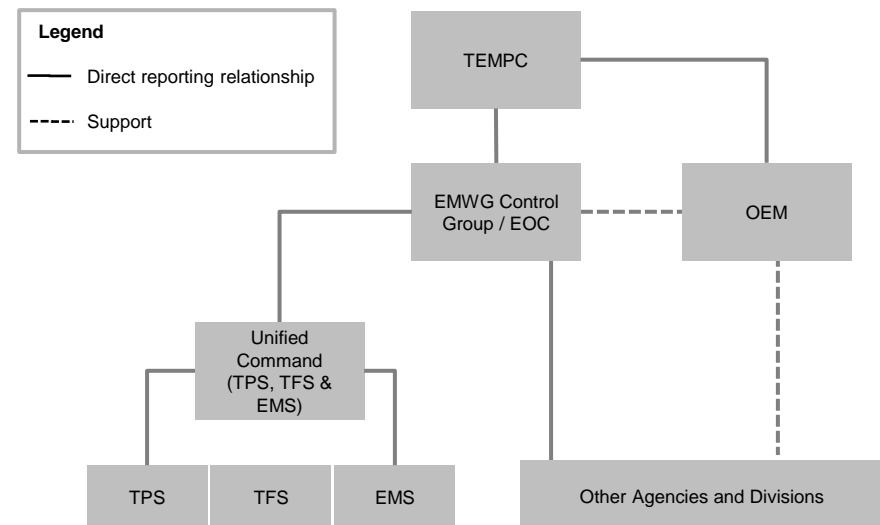 Legend
Direct reporting relationship
Support
TEMPC
EMWG Control
Group / EOC
OEM
Unified
Command
(TPS, TFS &
EMS)
TPS
TFS
EMS
Other Agencies and Divisions